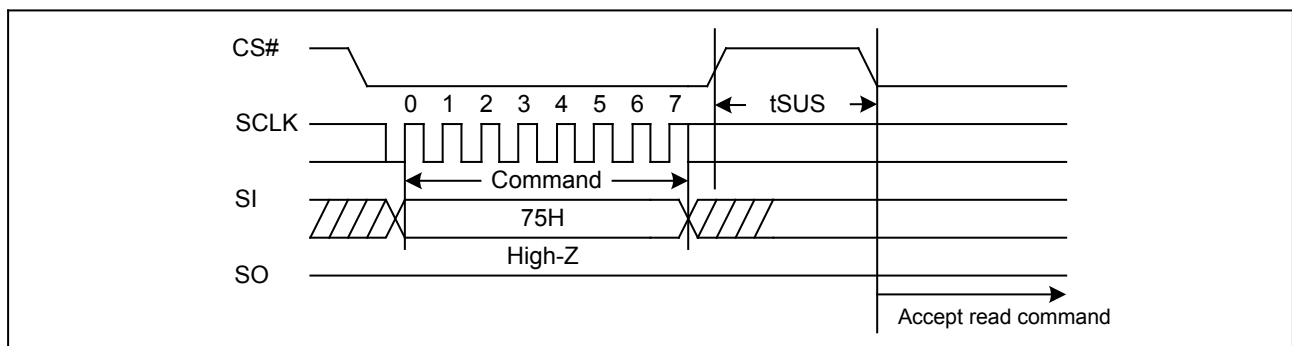 CS#
0 1 2 3 4 5 6 7
tSUS
SCLK
Command
SI
75H
High-Z
SO
Accept read command